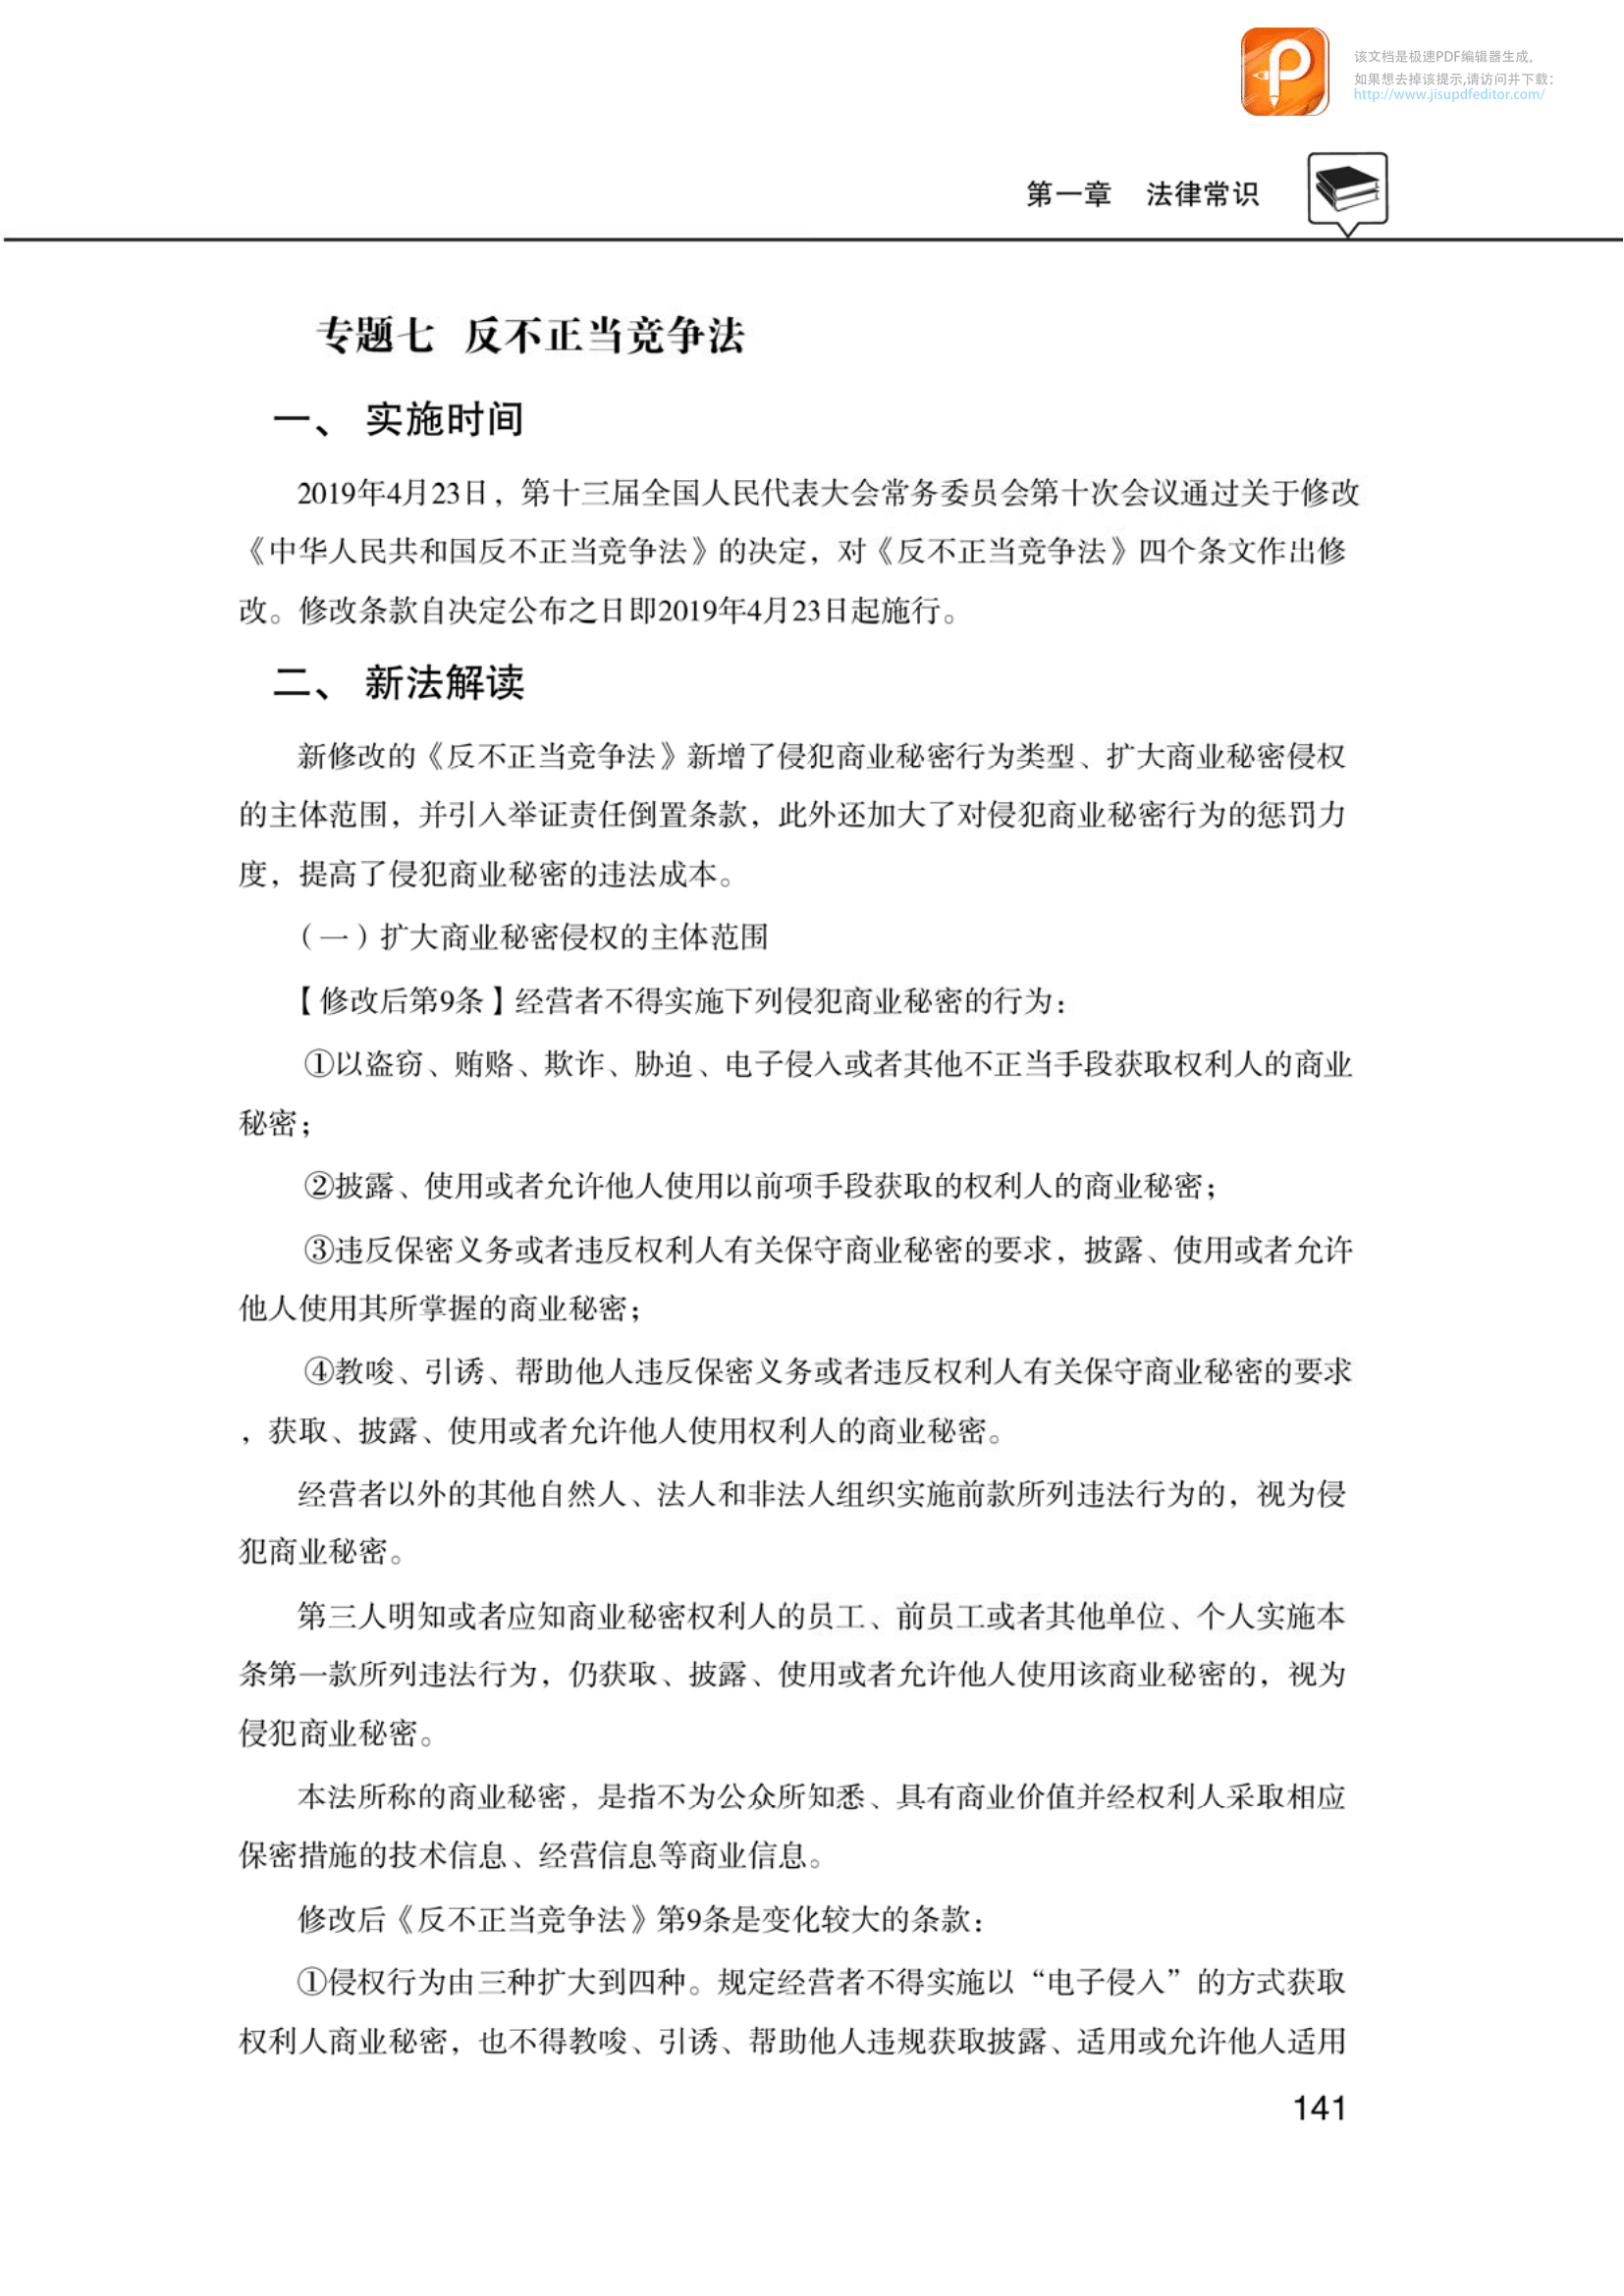 该文档是极速PDF编辑器生成,
如果想去掉该提示,请访问并下载:
http://www.jisupdfeditor.com/
第一章 法律常识
专题七 反不正当竞争法
一、 实施时间
2019年4月23日，第十三届全国人民代表大会常务委员会第十次会议通过关于修改
《中华人民共和国反不正当竞争法》的决定，对《反不正当竞争法》四个条文作出修
改。修改条款自决定公布之日即2019年4月23日起施行。
二、 新法解读
新修改的《反不正当竞争法》新增了侵犯商业秘密行为类型、扩大商业秘密侵权
的主体范围，并引入举证责任倒置条款，此外还加大了对侵犯商业秘密行为的惩罚力
度，提高了侵犯商业秘密的违法成本。
（一）扩大商业秘密侵权的主体范围
【修改后第9条】经营者不得实施下列侵犯商业秘密的行为：
①以盗窃、贿赂、欺诈、胁迫、电子侵入或者其他不正当手段获取权利人的商业
秘密；
②披露、使用或者允许他人使用以前项手段获取的权利人的商业秘密；
③违反保密义务或者违反权利人有关保守商业秘密的要求，披露、使用或者允许
他人使用其所掌握的商业秘密；
④教唆、引诱、帮助他人违反保密义务或者违反权利人有关保守商业秘密的要求
，获取、披露、使用或者允许他人使用权利人的商业秘密。
经营者以外的其他自然人、法人和非法人组织实施前款所列违法行为的，视为侵
犯商业秘密。
第三人明知或者应知商业秘密权利人的员工、前员工或者其他单位、个人实施本
条第一款所列违法行为，仍获取、披露、使用或者允许他人使用该商业秘密的，视为
侵犯商业秘密。
本法所称的商业秘密，是指不为公众所知悉、具有商业价值并经权利人采取相应
保密措施的技术信息、经营信息等商业信息。
修改后《反不正当竞争法》第9条是变化较大的条款：
①侵权行为由三种扩大到四种。规定经营者不得实施以“电子侵入”的方式获取
权利人商业秘密，也不得教唆、引诱、帮助他人违规获取披露、适用或允许他人适用
141